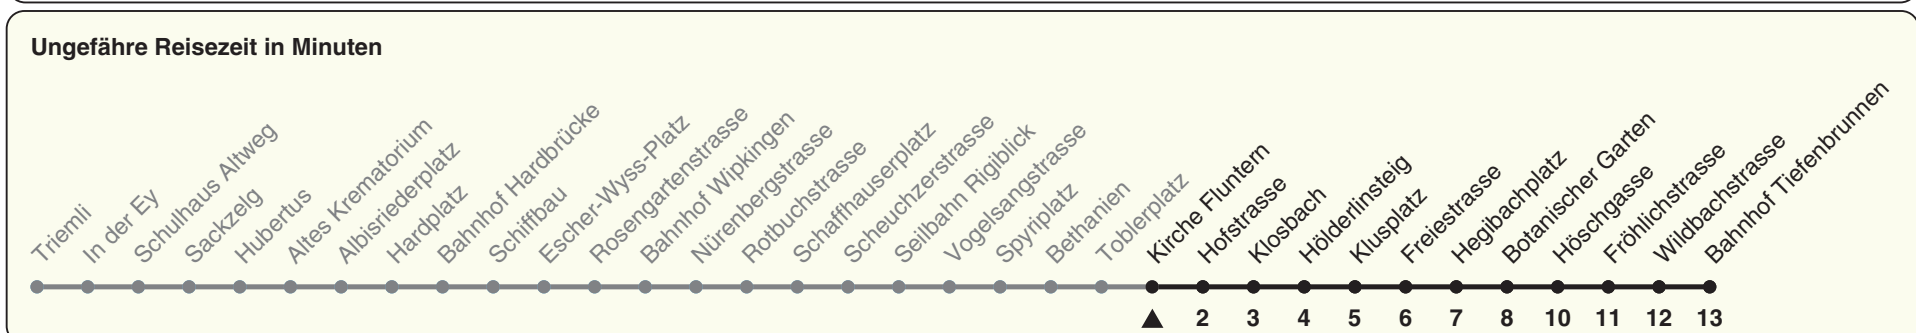 Ungefähre Reisezeit in Minuten
Triemli
In der Ey
Schulhaus Altweg
Sackzelg
Hubertus
Altes Krematorium
Albisriederplatz
Hardplatz
Bahnhof Hardbrücke
Schiffbau
Escher-Wyss-Platz
Rosengartenstrasse
Bahnhof Wipkingen
Nürenbergstrasse
Rotbuchstrasse
Schaffhauserplatz
Scheuchzerstrasse
Seilbahn Rigiblick
Vogelsangstrasse
Spyriplatz
Bethanien
Toblerplatz
Kirche Fluntern
Hofstrasse
Klosbach
Hölderlinsteig
Klusplatz
Freiestrasse
Hegibachplatz
Botanischer Garten
Höschgasse
Fröhlichstrasse
Wildbachstrasse
Bahnhof Tiefenbrunnen
2 3 4 5 6 7 8 10 11 12 13